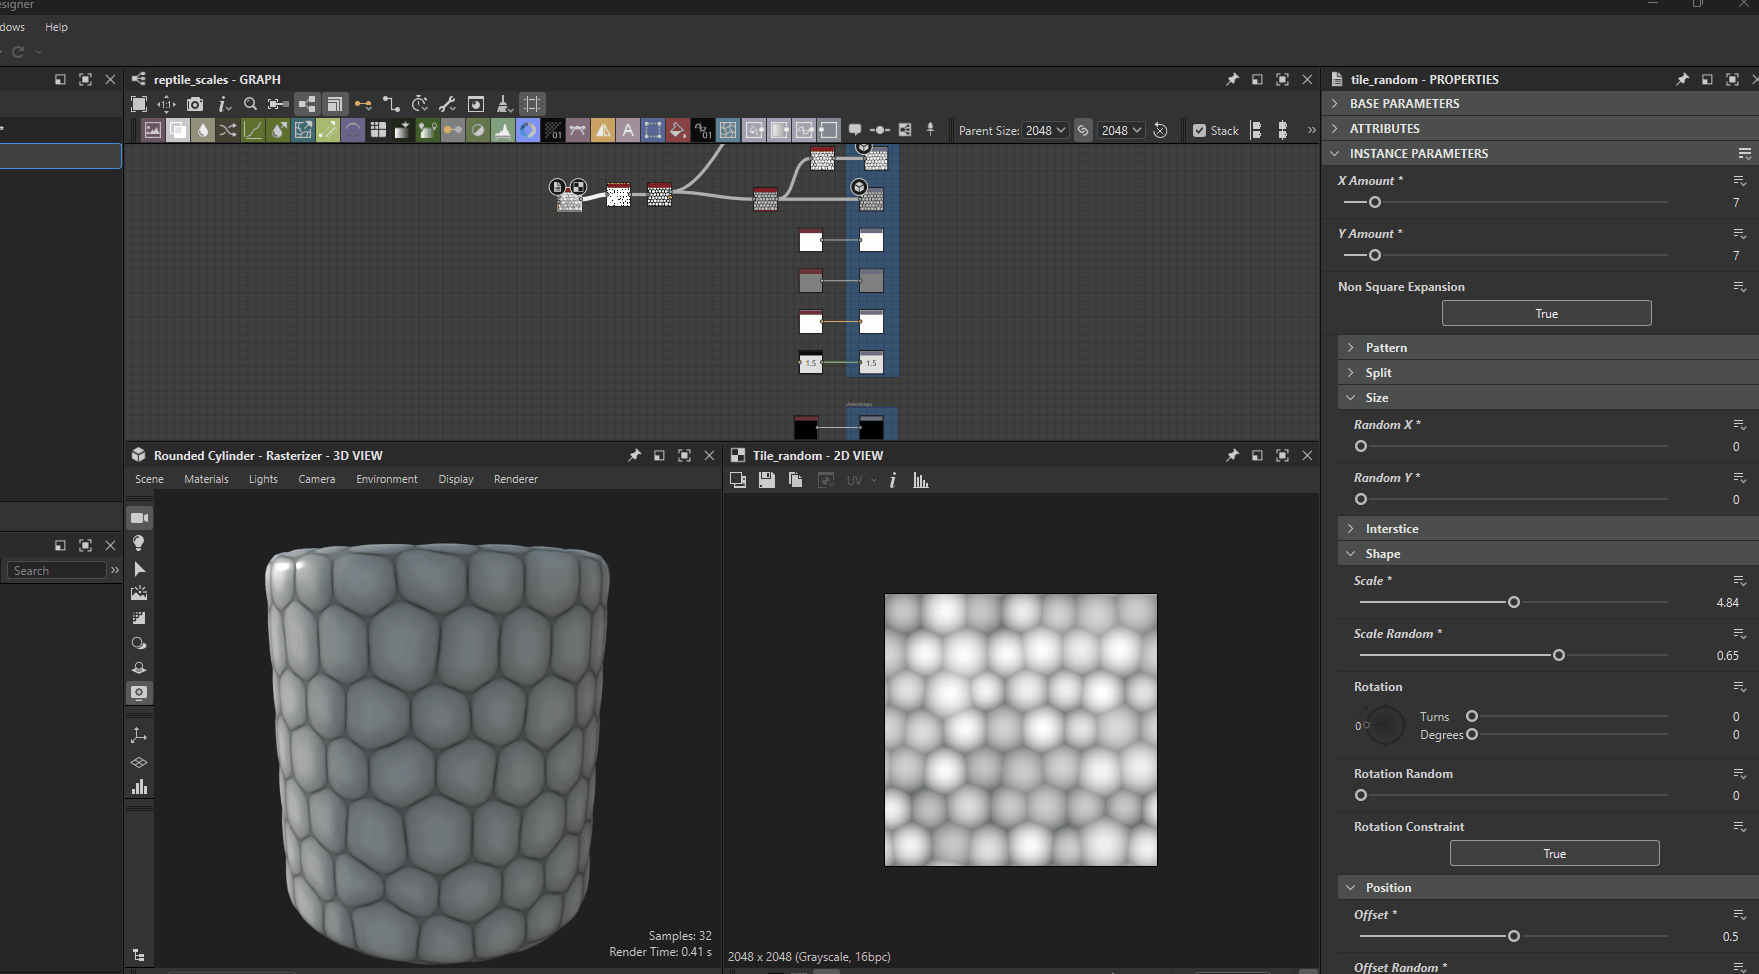 esigner
dows Help
reptile_scales - GRAPH
Parent Size: 2048 2048 Stack
1.5 1.5
Anisotropy
Search
Rounded Cylinder - Rasterizer - 3D VIEW
Scene Materials Lights Camera Environment Display Renderer
Samples: 32
Render Time: 0.41 s
Tile_random - 2D VIEW
UV
2048 x 2048 (Grayscale, 16bpc)
tile_random - PROPERTIES
BASE PARAMETERS
ATTRIBUTES
INSTANCE PARAMETERS
X Amount *
7
Y Amount *
7
Non Square Expansion
True
Pattern
Split
Size
Random X *
0
Random Y *
0
Interstice
Shape
Scale *
4.84
Scale Random *
0.65
Rotation
0 Turns 0
Degrees 0
Rotation Random
0
Rotation Constraint
True
Position
Offset *
0.5
Offset Random *